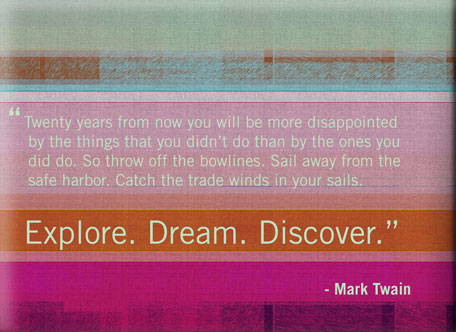 “Twenty years from now you will be more disappointed
by the things that you didn't do than by the ones you
did do. So throw off the bowlines. Sail away from the
safe harbor. Catch the trade winds in your sails.
Explore. Dream. Discover.”
- Mark Twain